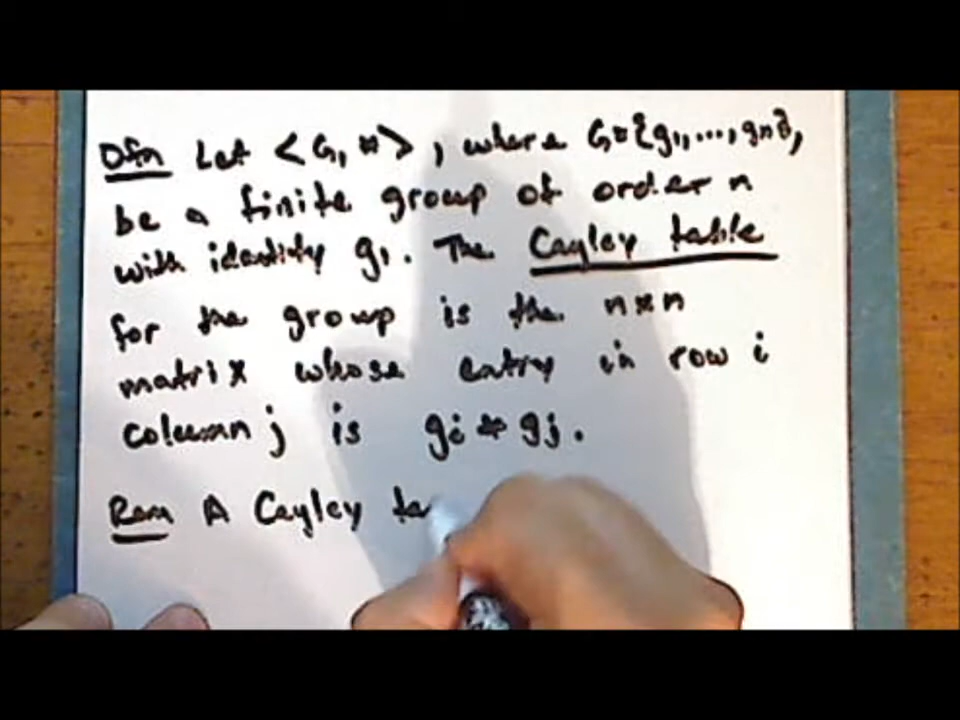 Dfn Let <G, *>, where G={g1,...,gn},
be a finite group of order n
with identity g1. The Cayley table
for the group is the nxn
matrix whose entry in row i
column j is gi * gj.
Rem A Cayley ta